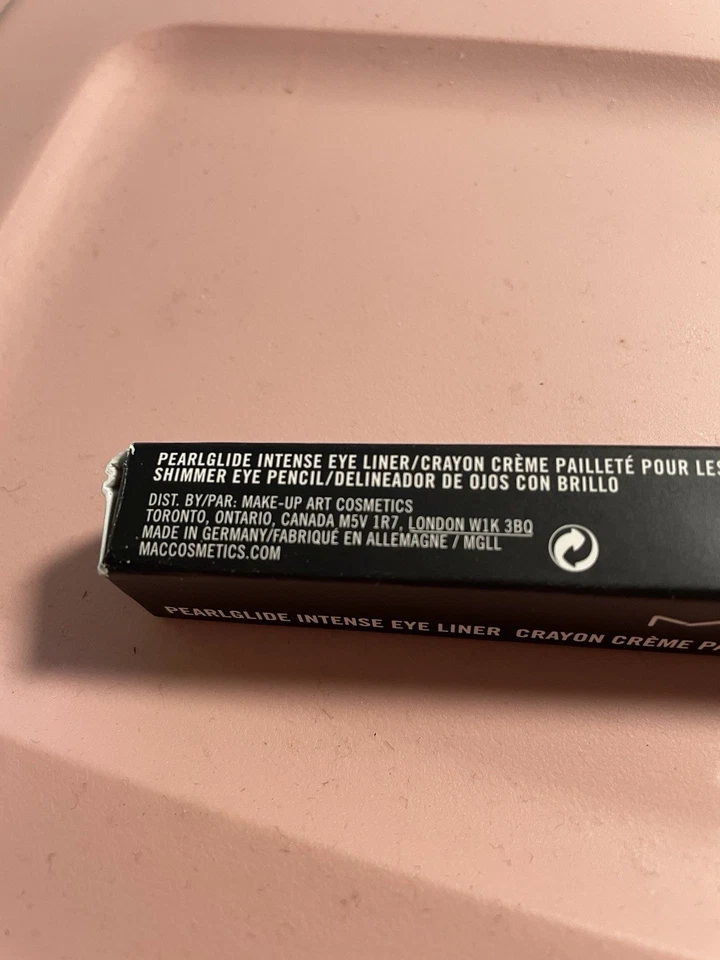 PEARLGLIDE INTENSE EYE LINER/CRAYON CRÈME PAILLETÉ POUR LES
SHIMMER EYE PENCIL/DELINEADOR DE OJOS CON BRILLO
DIST. BY/PAR: MAKE-UP ART COSMETICS
TORONTO, ONTARIO, CANADA M5V 1R7, LONDON W1K 3BQ
MADE IN GERMANY/FABRIQUÉ EN ALLEMAGNE / MGLL
MACCOSMETICS.COM
PEARLGLIDE INTENSE EYE LINER CRAYON CRÈME